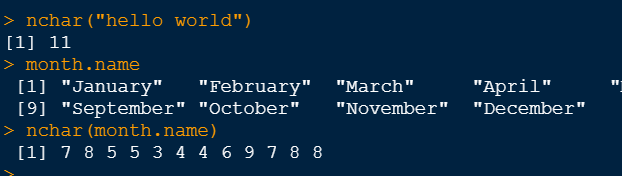 > nchar("hello world")
[1] 11
> month.name
[1] "January" "February" "March" "April"
[9] "September" "October" "November" "December"
> nchar(month.name)
[1] 7 8 5 5 3 4 4 6 9 7 8 8
>